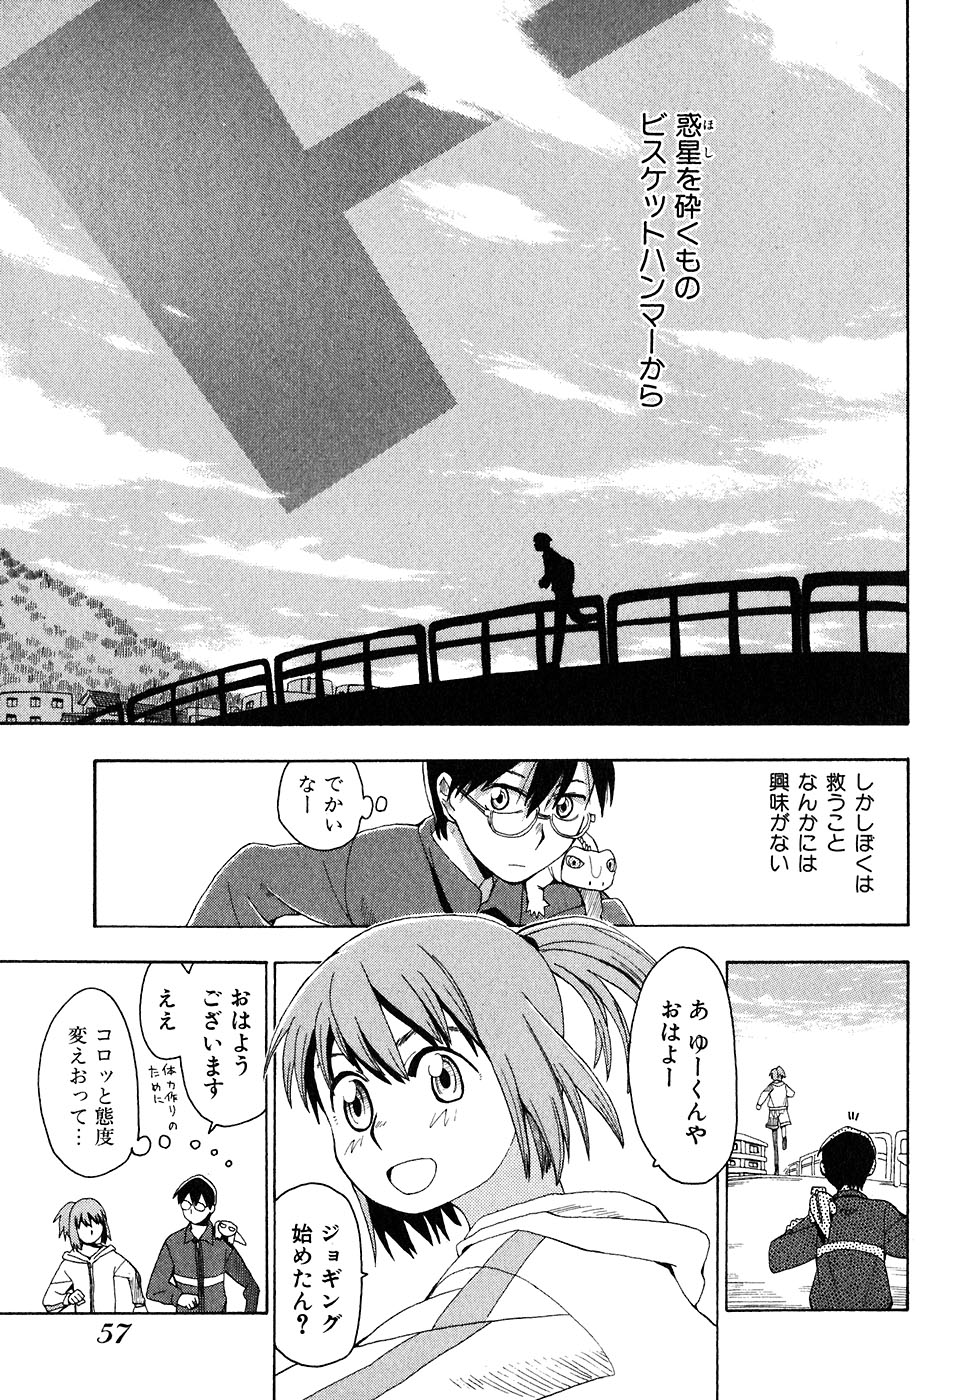 惑星を砕くもの
ほし
ビスケットハンマーから
しかしぼくは
救うこと
なんかには
興味がない
でかい
なー
あ ゆーくんや
おはよー
ジョギング
始めたん?
おはよう
ございます
ええ
体力作りの
ために
コロッと態度
変えおって…
57